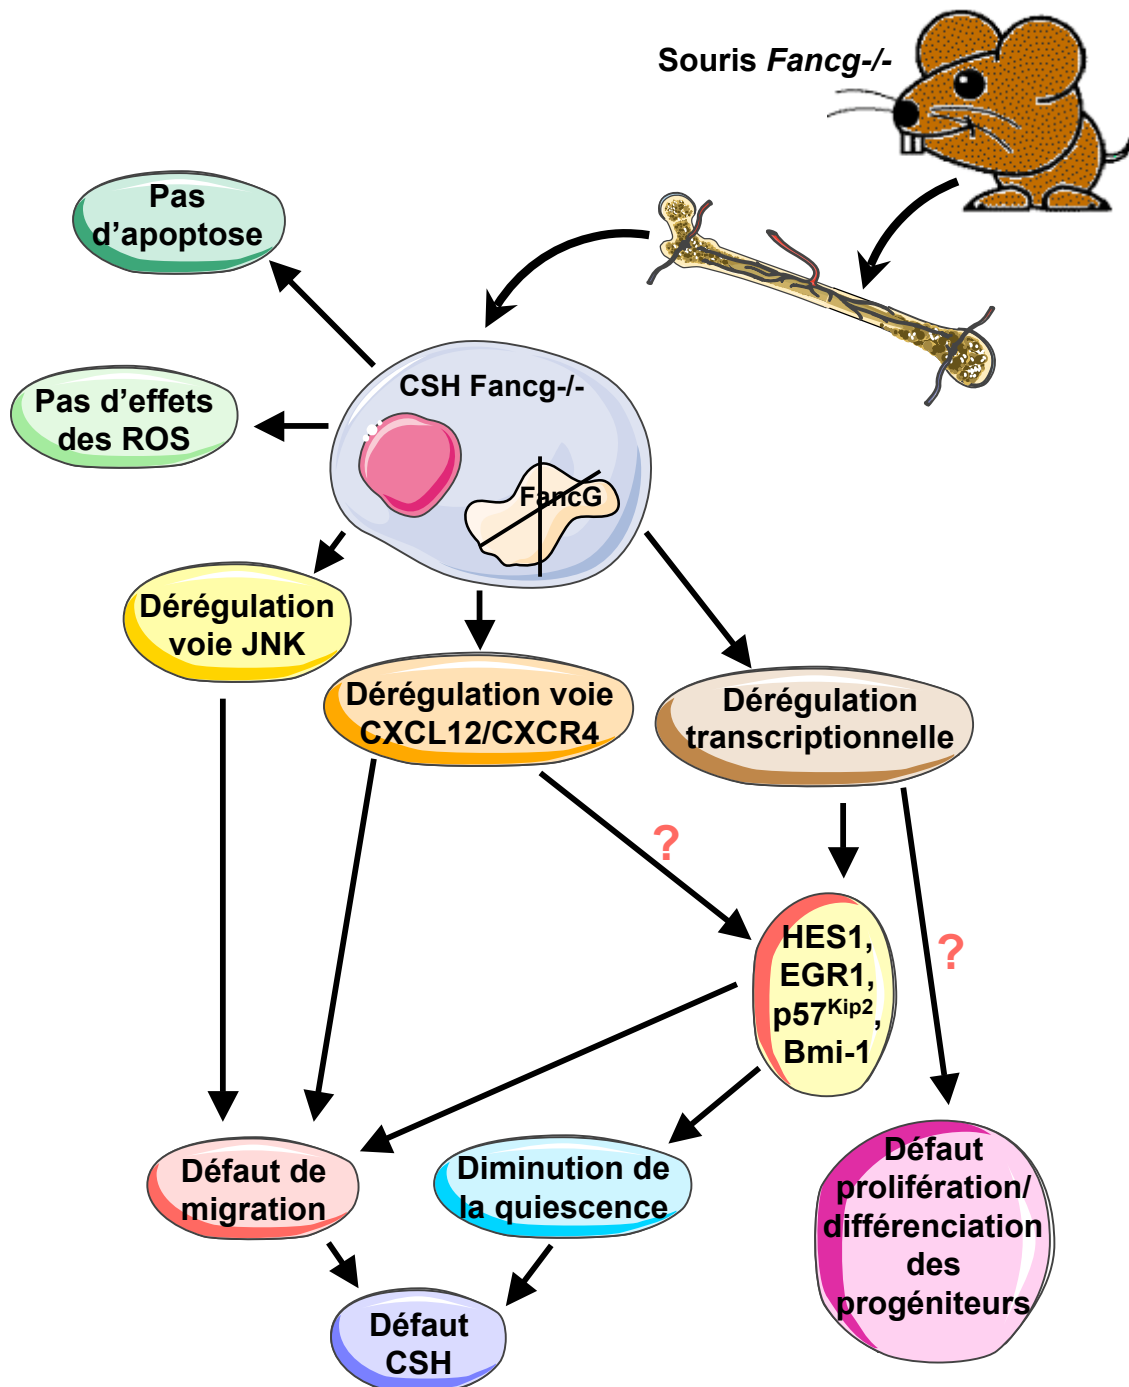 Souris Fancg-/-
Pas
d’apoptose
CSH Fancg-/-
Pas d’effets
des ROS
FancG
Dérégulation
voie JNK
Dérégulation voie
CXCL12/CXCR4
Dérégulation
transcriptionnelle
?
HES1,
EGR1,
p57Kip2,
Bmi-1
?
Défaut de
migration
Diminution de
la quiescence
Défaut
prolifération/
différenciation
des
progéniteurs
Défaut
CSH